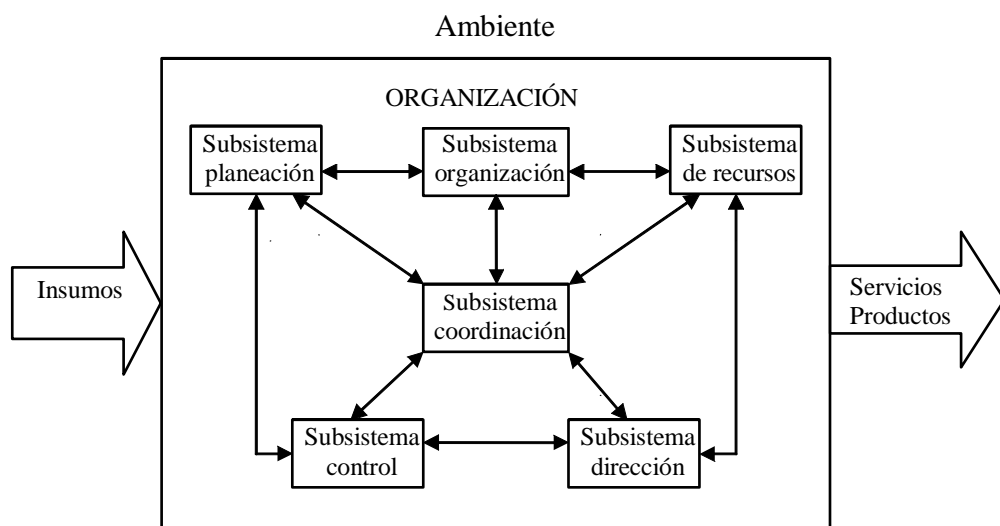 Ambiente
ORGANIZACIÓN
Subsistema
planeación
Subsistema
organización
Subsistema
de recursos
Insumos
Subsistema
coordinación
Servicios
Productos
Subsistema
control
Subsistema
dirección